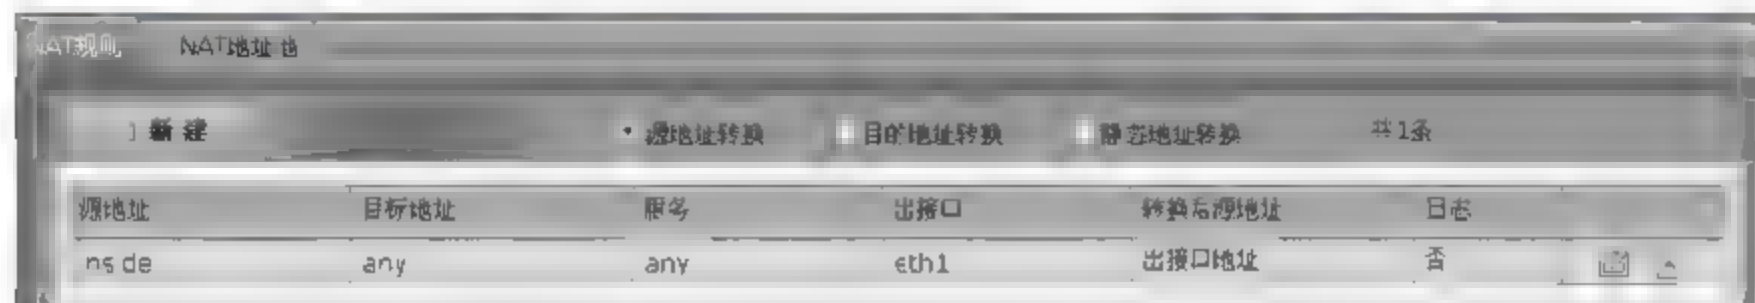 NAT规则 NAT地址池
新建 源地址转换 目的地址转换 静态地址转换 共1条
源地址 目标地址 服务 出接口 转换后源地址 日志
inside any any eth1 出接口地址 否